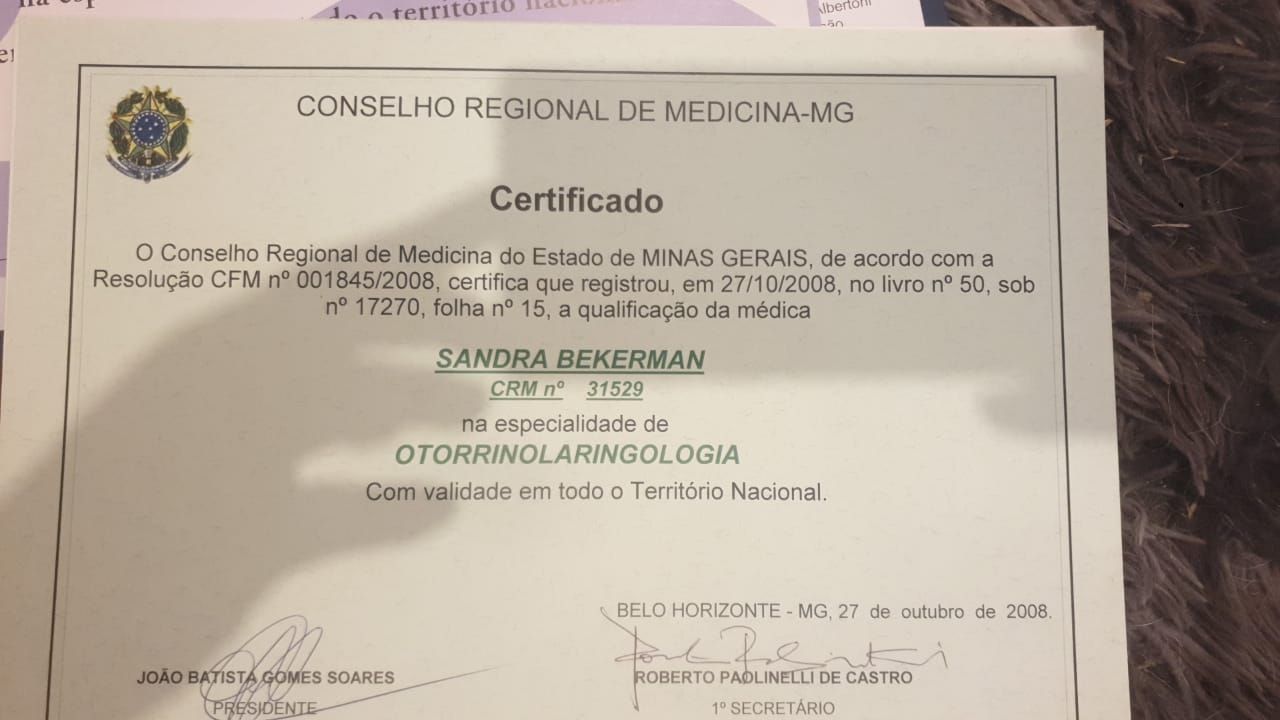 do o território
lbertoni
CONSELHO REGIONAL DE MEDICINA-MG
Certificado
O Conselho Regional de Medicina do Estado de MINAS GERAIS, de acordo com a
Resolução CFM nº 001845/2008, certifica que registrou, em 27/10/2008, no livro nº 50, sob
nº 17270, folha nº 15, a qualificação da médica
SANDRA BEKERMAN
CRM nº 31529
na especialidade de
OTORRINOLARINGOLOGIA
Com validade em todo o Território Nacional.
BELO HORIZONTE - MG, 27 de outubro de 2008.
JOÃO BATISTA GOMES SOARES
PRESIDENTE
ROBERTO PAOLINELLI DE CASTRO
1º SECRETÁRIO